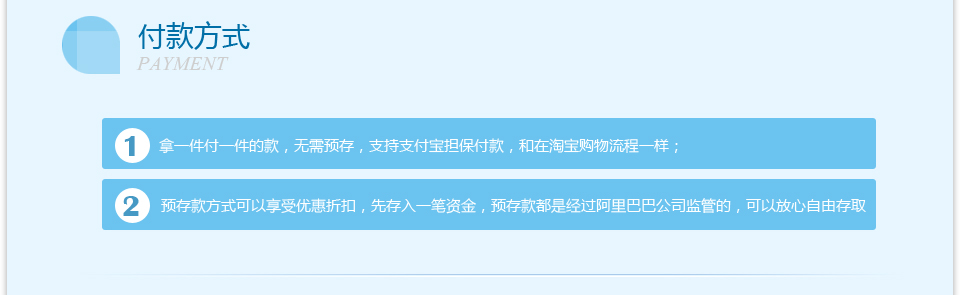 付款方式
PAYMENT
1 拿一件付一件的款，无需预存，支持支付宝担保付款，和在淘宝购物流程一样；
2 预存款方式可以享受优惠折扣，先存入一笔资金，预存款都是经过阿里巴巴公司监管的，可以放心自由存取